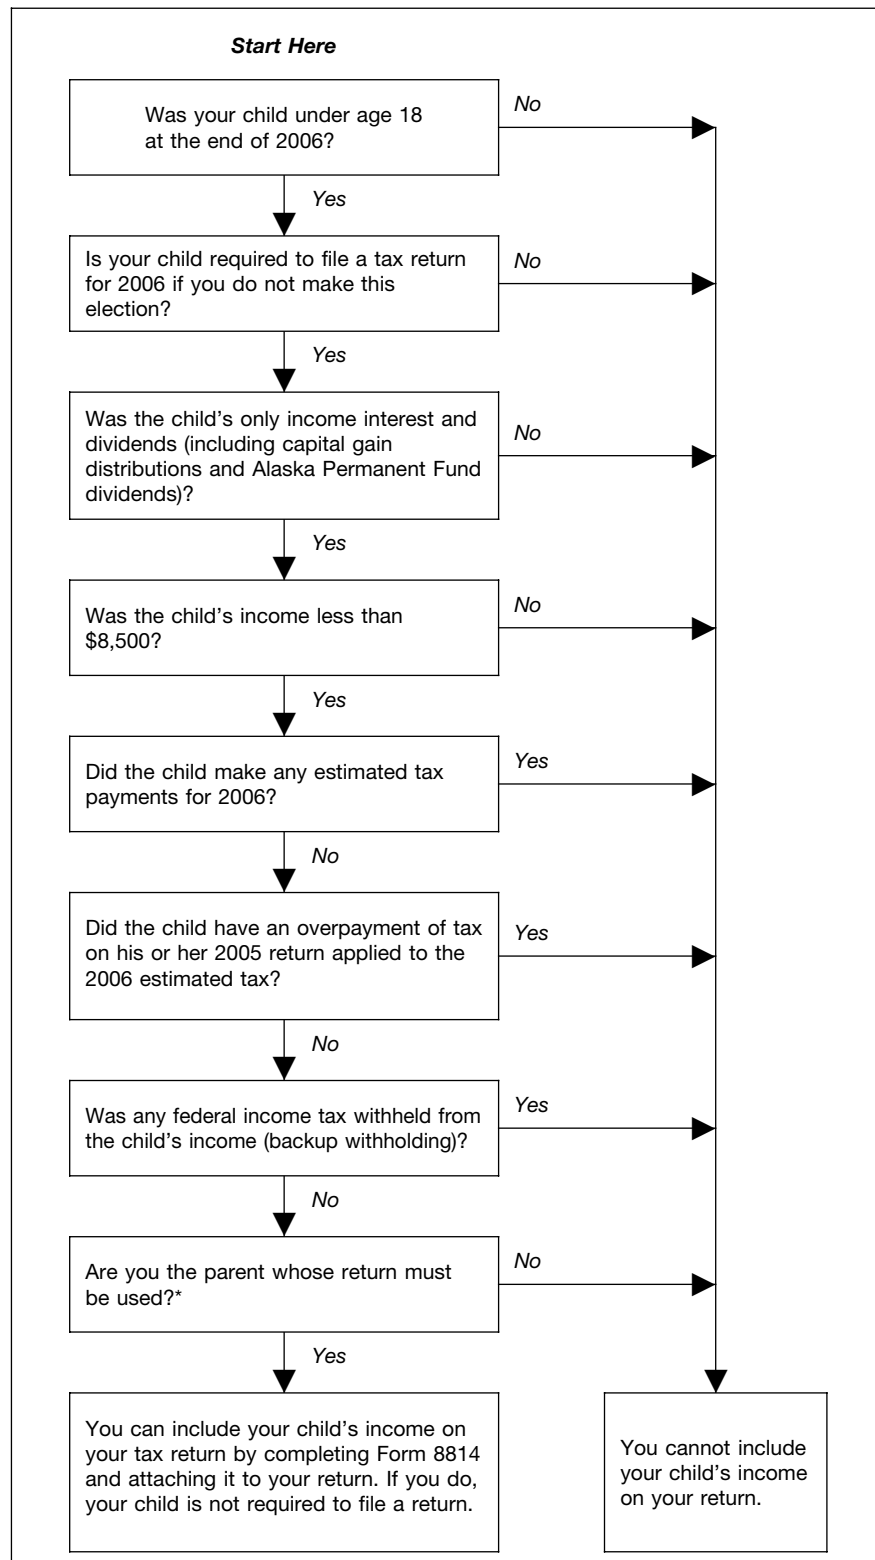 Start Here
Was your child under age 18
at the end of 2006?
No
Yes
Is your child required to file a tax return
for 2006 if you do not make this
election?
No
Yes
Was the child's only income interest and
dividends (including capital gain
distributions and Alaska Permanent Fund
dividends)?
No
Yes
Was the child's income less than
$8,500?
No
Yes
Did the child make any estimated tax
payments for 2006?
Yes
No
Did the child have an overpayment of tax
on his or her 2005 return applied to the
2006 estimated tax?
Yes
No
Was any federal income tax withheld from
the child's income (backup withholding)?
Yes
No
Are you the parent whose return must
be used?*
No
Yes
You can include your child's income on
your tax return by completing Form 8814
and attaching it to your return. If you do,
your child is not required to file a return.
You cannot include
your child's income
on your return.